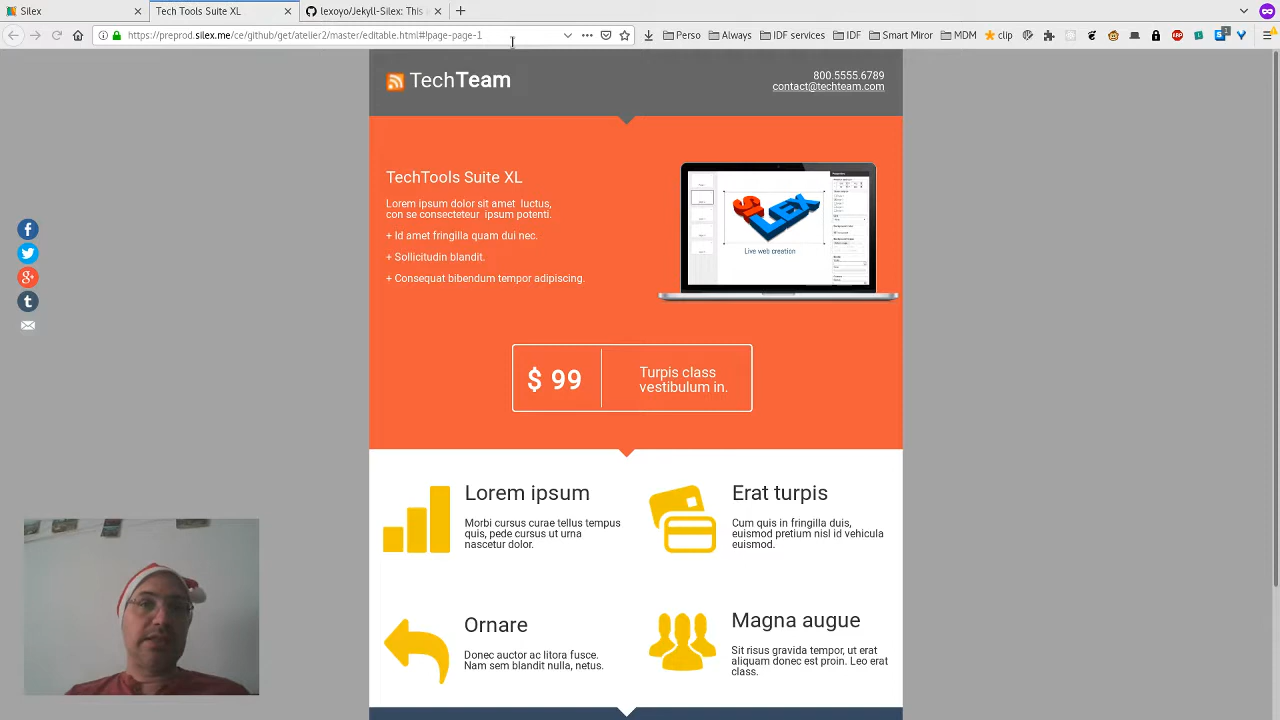 Silex
Tech Tools Suite XL
lexoyo/Jekyll-Silex: This
https://preprod.silex.me/ce/github/get/atelier2/master/editable.html#!page-page-1
Perso
Always
IDF services
IDF
Smart Miror
MDM
clip
TechTeam
800.5555.6789
contact@techteam.com
TechTools Suite XL
Lorem ipsum dolor sit amet luctus,
con se consecteteur ipsum potenti.
+ Id amet fringilla quam dui nec.
+ Sollicitudin blandit.
+ Consequat bibendum tempor adipiscing.
SILEX
Live web creation
$ 99
Turpis class
vestibulum in.
Lorem ipsum
Morbi cursus curae tellus tempus
quis, pede cursus ut urna
nascetur dolor.
Erat turpis
Cum quis in fringilla duis,
euismod pretium nisl id vehicula
euismod.
Ornare
Donec auctor ac litora fusce.
Nam sem blandit nulla, netus.
Magna augue
Sit risus gravida tempor, ut erat
aliquam donec est proin. Leo erat
class.